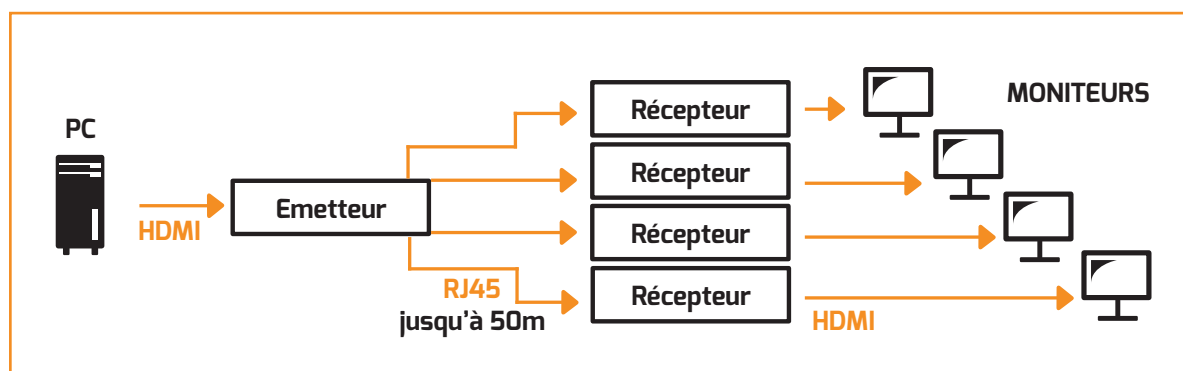 PC
HDMI
Emetteur
RJ45
jusqu'à 50m
Récepteur
Récepteur
Récepteur
Récepteur
HDMI
MONITEURS